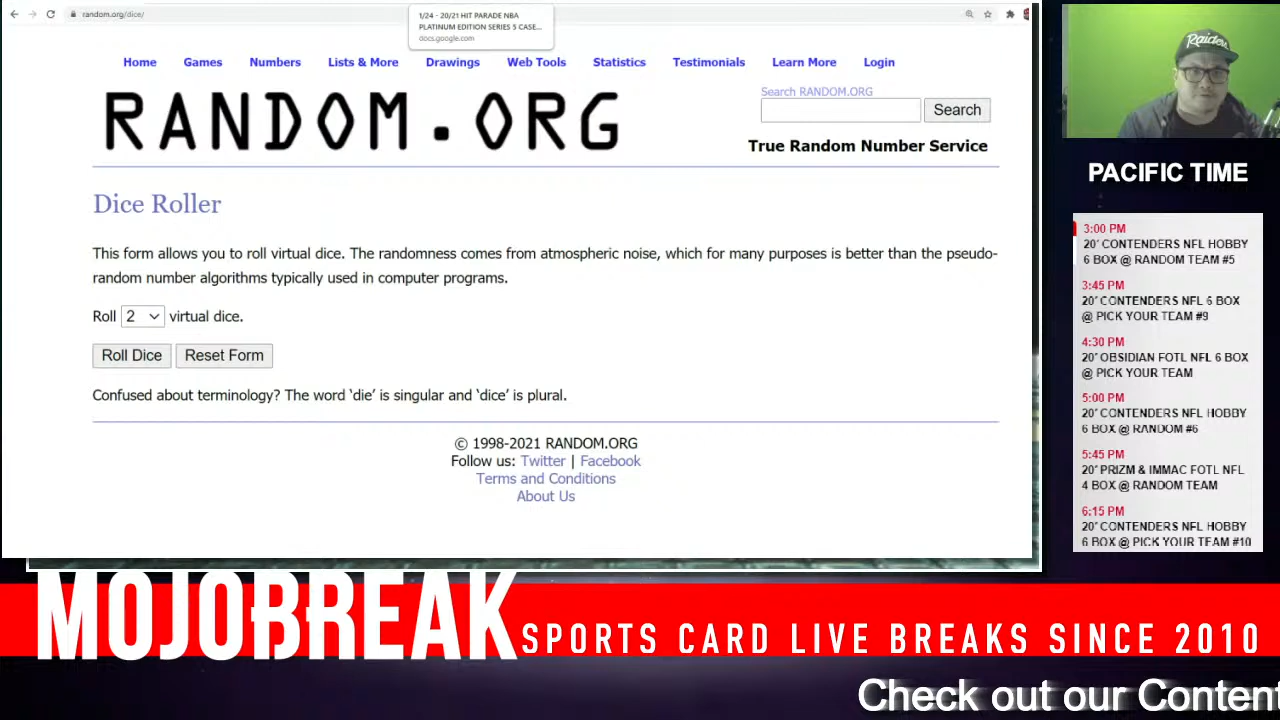 random.org/dice/
1/24 - 20/21 HIT PARADE NBA
PLATINUM EDITION SERIES 5 CASE...
docs.google.com
Home Games Numbers Lists & More Drawings Web Tools Statistics Testimonials Learn More Login
RANDOM.ORG
Search RANDOM.ORG
Search
True Random Number Service
Dice Roller
This form allows you to roll virtual dice. The randomness comes from atmospheric noise, which for many purposes is better than the pseudo-
random number algorithms typically used in computer programs.
Roll 2 virtual dice.
Roll Dice Reset Form
Confused about terminology? The word ‘die’ is singular and ‘dice’ is plural.
© 1998-2021 RANDOM.ORG
Follow us: Twitter | Facebook
Terms and Conditions
About Us
Raiders
PACIFIC TIME
3:00 PM
20' CONTENDERS NFL HOBBY
6 BOX @ RANDOM TEAM #5
3:45 PM
20' CONTENDERS NFL 6 BOX
@ PICK YOUR TEAM #9
4:30 PM
20' OBSIDIAN FOTL NFL 6 BOX
@ PICK YOUR TEAM
5:00 PM
20' CONTENDERS NFL HOBBY
6 BOX @ RANDOM #6
5:45 PM
20' PRIZM & IMMAC FOTL NFL
4 BOX @ RANDOM TEAM
6:15 PM
20' CONTENDERS NFL HOBBY
6 BOX @ PICK YOUR TEAM #10
MOJOBREAK
SPORTS CARD LIVE BREAKS SINCE 2010
Check out our Content